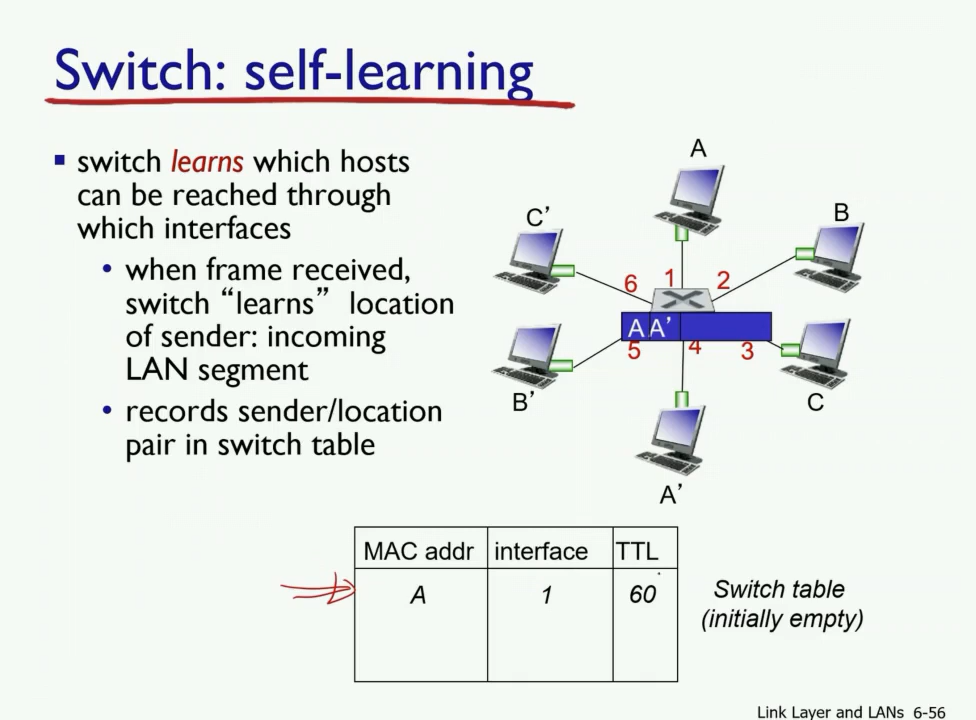 Switch: self-learning
▪ switch learns which hosts
can be reached through
which interfaces
• when frame received,
switch “learns” location
of sender: incoming
LAN segment
• records sender/location
pair in switch table
A
C’
B
6 1 2
A A’
5 4 3
B’
C
A’
MAC addr interface TTL
A 1 60
Switch table
(initially empty)
Link Layer and LANs 6-56